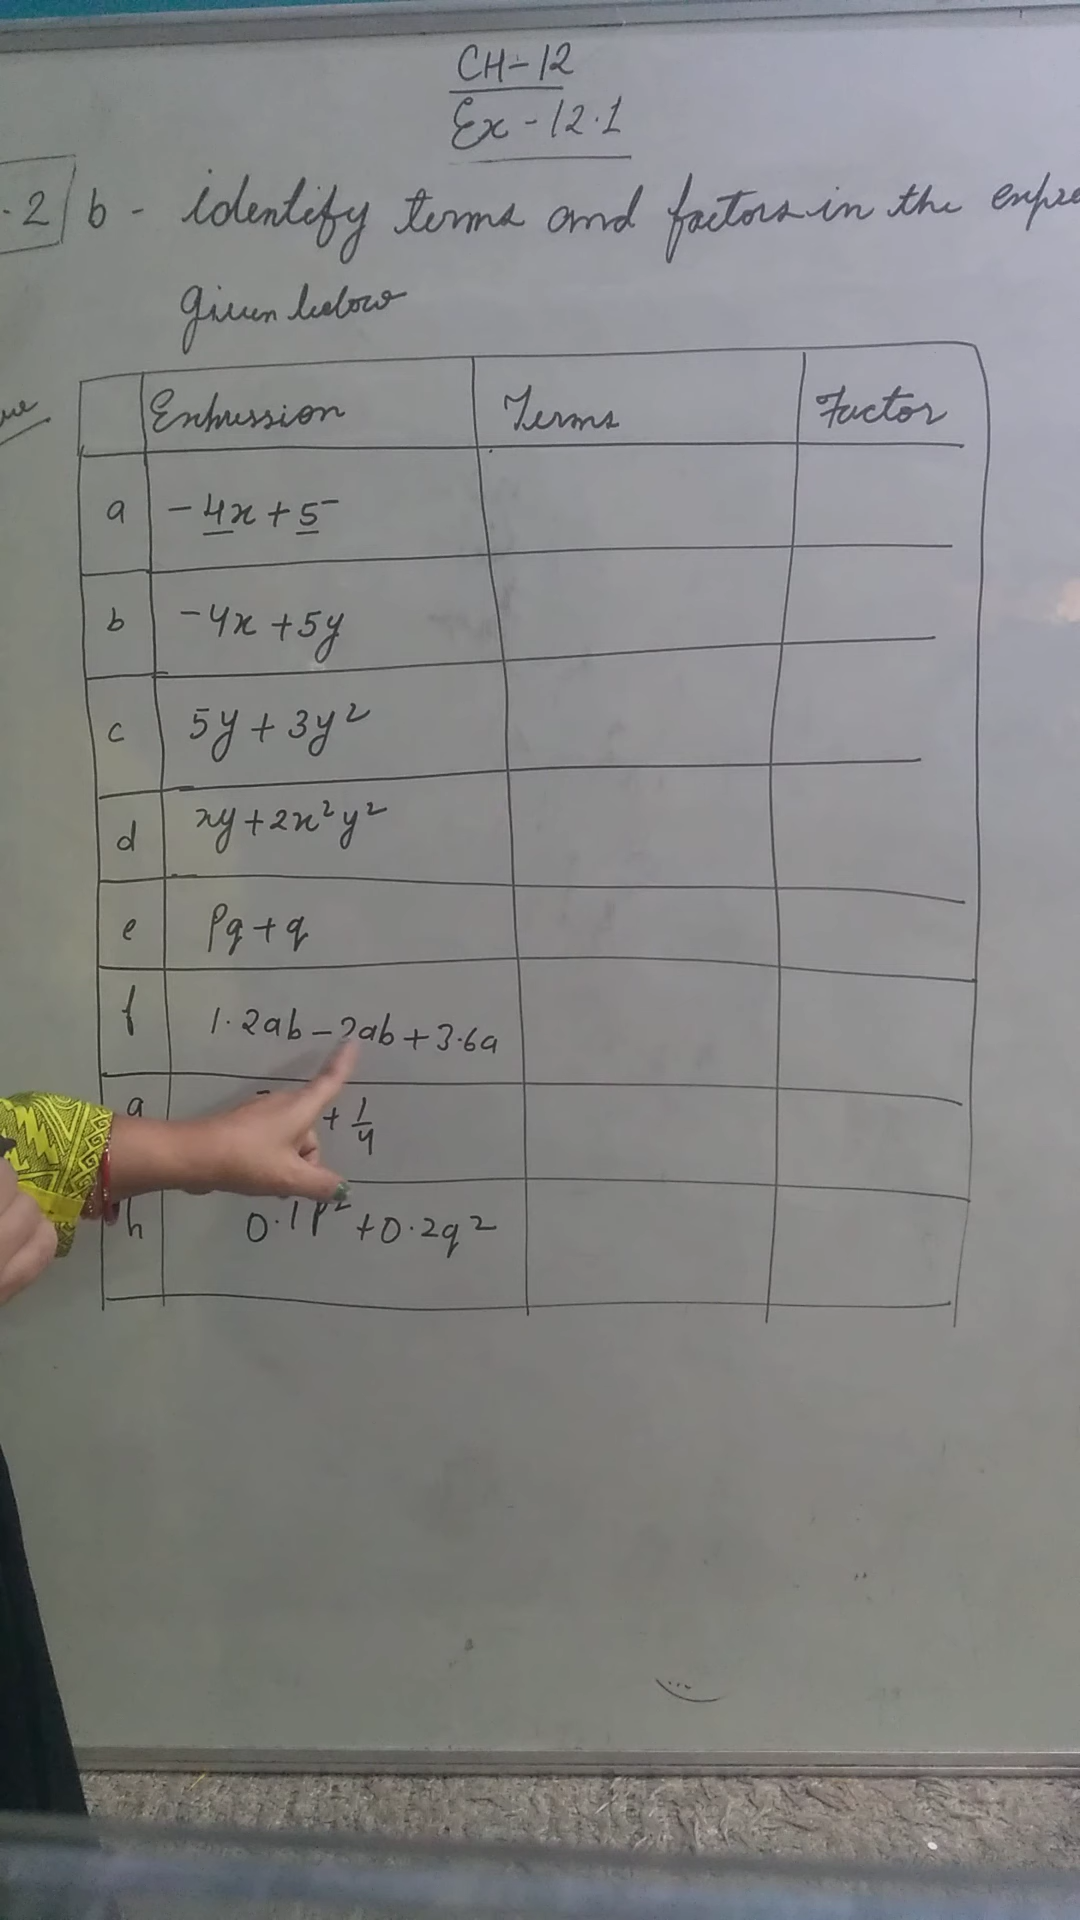 CH-12
Ex-12.1
.2 b - identify terms and factors in the
given below
Enpression Terms Factor
a -4x+5
b -4x+5y
c 5y+3y²
d xy+2x²y²
e pq+q
f 1.2ab-2ab+3.6a
+1/4
h 0.1p²+0.2q²